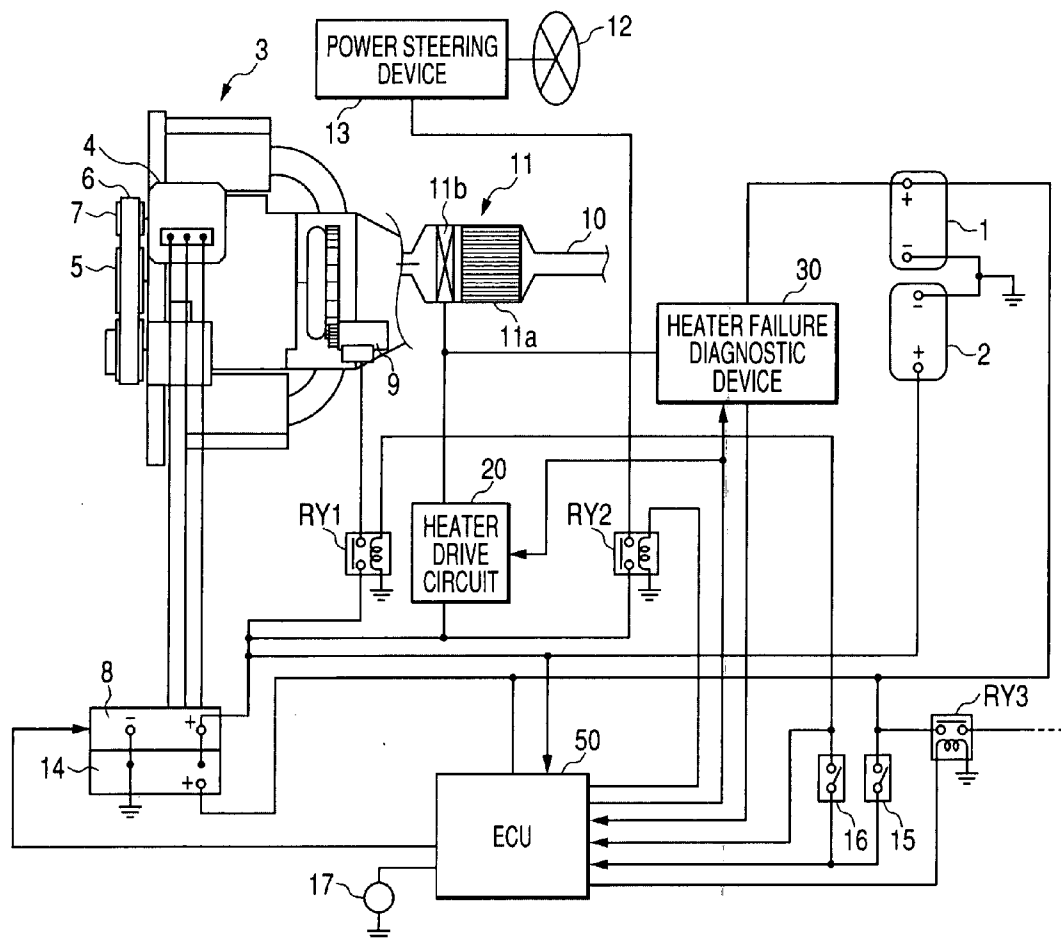 3
POWER STEERING
DEVICE
12
13
4
6
7
5
11b
11
10
11a
9
30
HEATER FAILURE
DIAGNOSTIC
DEVICE
+
−
1
−
+
2
RY1
20
HEATER
DRIVE
CIRCUIT
RY2
8
−
+
14
+
50
ECU
RY3
16
15
17